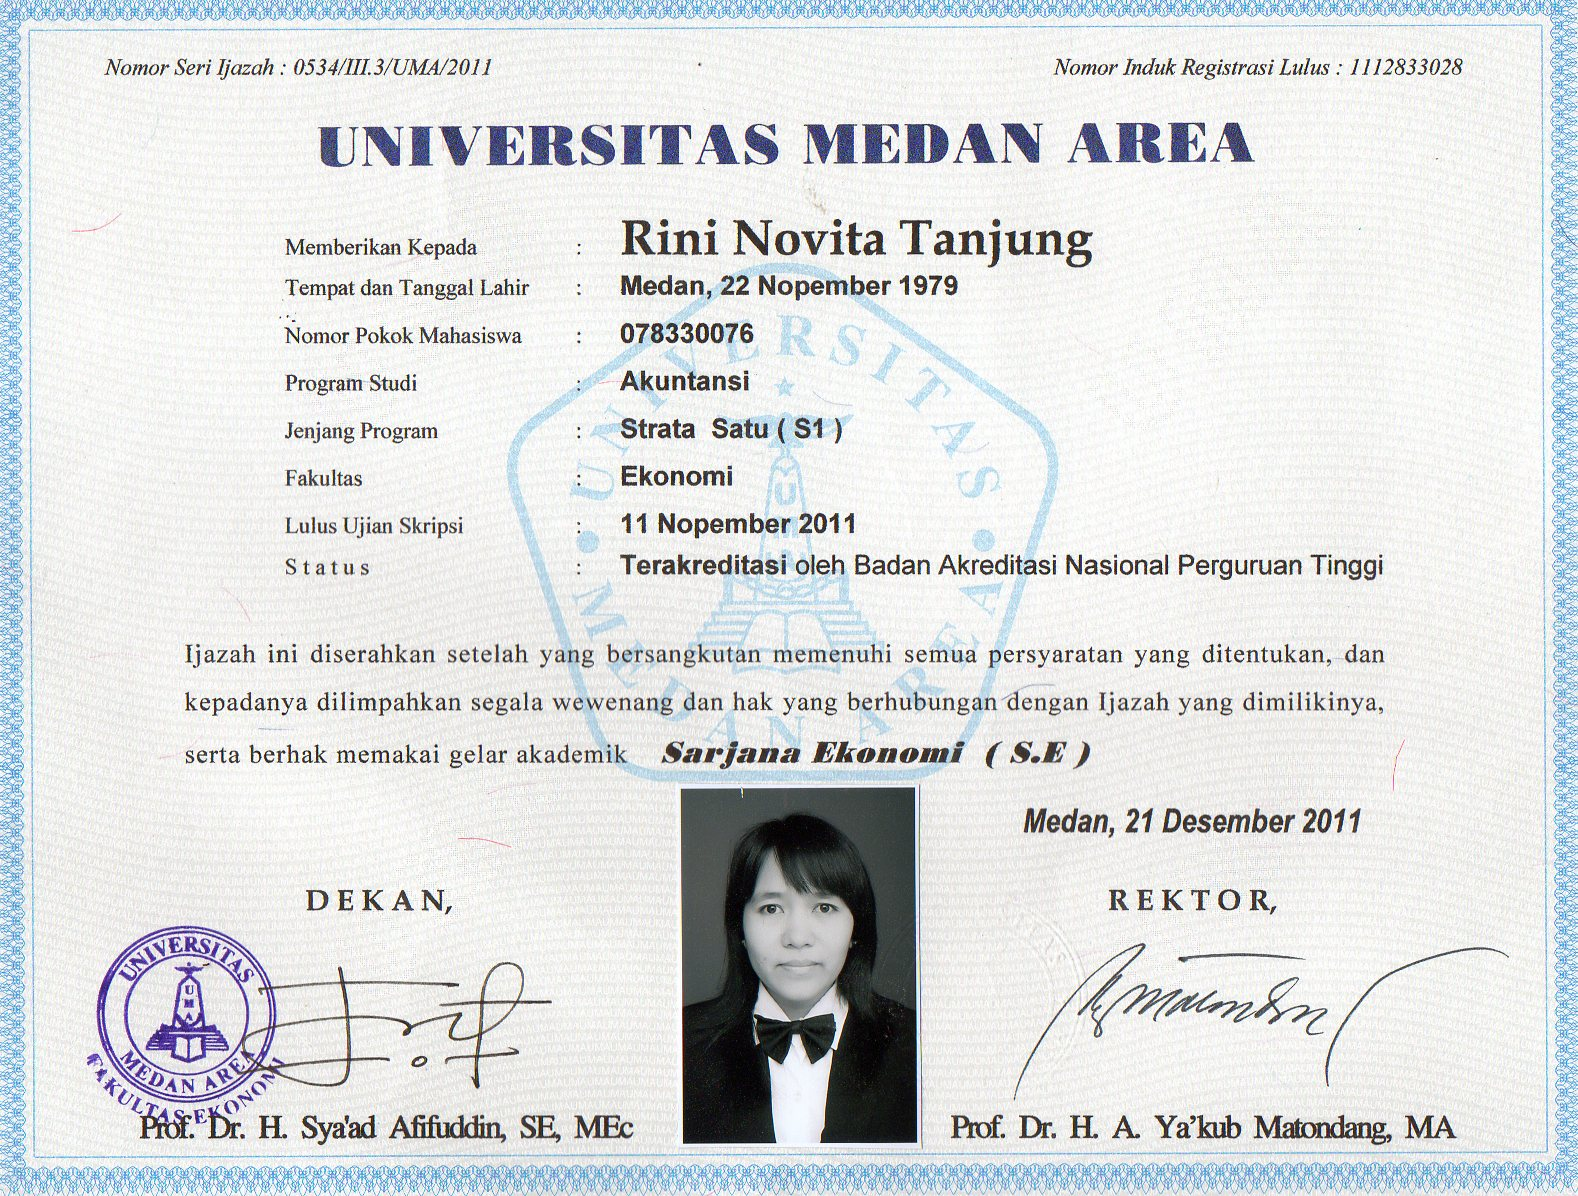 Nomor Seri Ijazah : 0534/III.3/UMA/2011
Nomor Induk Registrasi Lulus : 1112833028
UNIVERSITAS MEDAN AREA
Memberikan Kepada : Rini Novita Tanjung
Tempat dan Tanggal Lahir : Medan, 22 Nopember 1979
Nomor Pokok Mahasiswa : 078330076
Program Studi : Akuntansi
Jenjang Program : Strata Satu ( S1 )
Fakultas : Ekonomi
Lulus Ujian Skripsi : 11 Nopember 2011
Status : Terakreditasi oleh Badan Akreditasi Nasional Perguruan Tinggi
UNIVERSITAS
MEDAN AREA
Ijazah ini diserahkan setelah yang bersangkutan memenuhi semua persyaratan yang ditentukan, dan
kepadanya dilimpahkan segala wewenang dan hak yang berhubungan dengan Ijazah yang dimilikinya,
serta berhak memakai gelar akademik Sarjana Ekonomi ( S.E )
Medan, 21 Desember 2011
DEKAN,
REKTOR,
UNIVERSITAS
UMA
MEDAN AREA
FAKULTAS EKONOMI
Prof. Dr. H. Sya'ad Afifuddin, SE, MEc
Prof. Dr. H. A. Ya'kub Matondang, MA